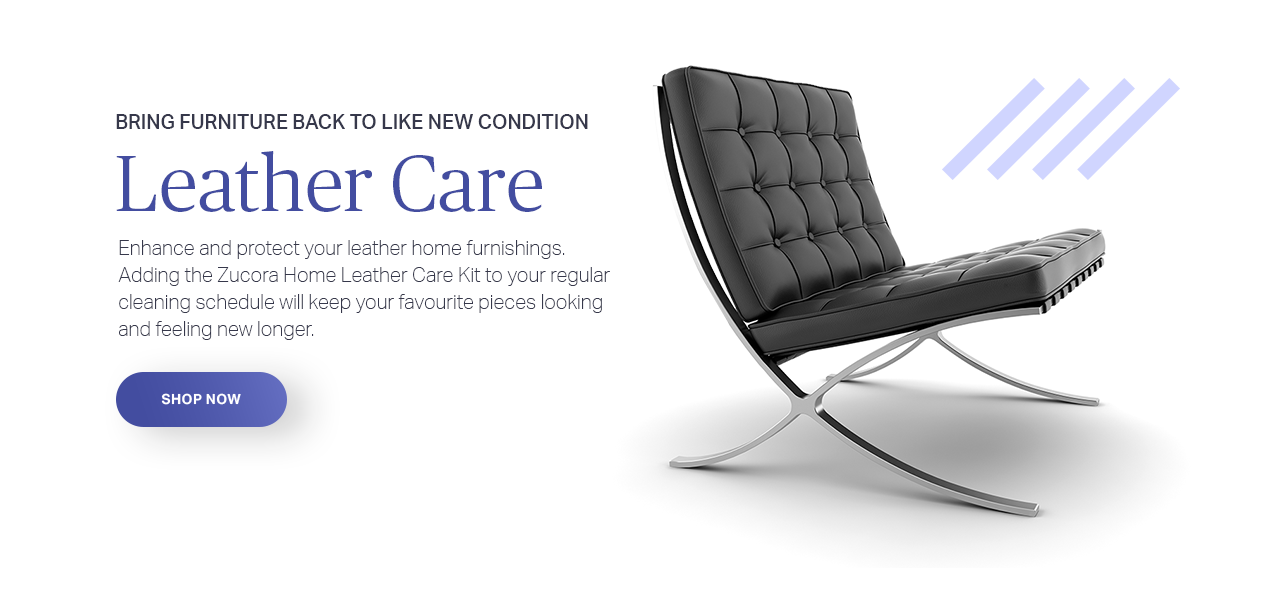 BRING FURNITURE BACK TO LIKE NEW CONDITION
Leather Care
Enhance and protect your leather home furnishings.
Adding the Zucora Home Leather Care Kit to your regular
cleaning schedule will keep your favourite pieces looking
and feeling new longer.
SHOP NOW